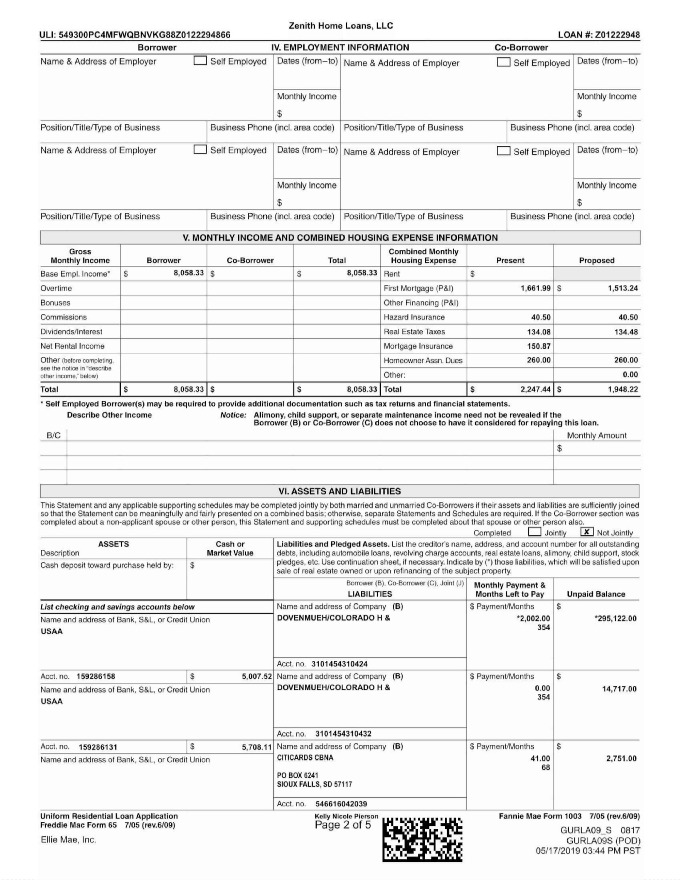 Zenith Home Loans, LLC
ULI: 549300PC4MFWQBNVKG88Z0122294866 LOAN #: Z01222948
Borrower IV. EMPLOYMENT INFORMATION Co-Borrower
Name & Address of Employer Self Employed Dates (from–to) Name & Address of Employer Self Employed Dates (from–to)
Monthly Income Monthly Income
$ $
Position/Title/Type of Business Business Phone (incl. area code) Position/Title/Type of Business Business Phone (incl. area code)
Name & Address of Employer Self Employed Dates (from–to) Name & Address of Employer Self Employed Dates (from–to)
Monthly Income Monthly Income
$ $
Position/Title/Type of Business Business Phone (incl. area code) Position/Title/Type of Business Business Phone (incl. area code)
V. MONTHLY INCOME AND COMBINED HOUSING EXPENSE INFORMATION
Gross Monthly Income Borrower Co-Borrower Total Combined Monthly Housing Expense Present Proposed
Base Empl. Income* $ 8,058.33 $ $ 8,058.33 Rent $
Overtime First Mortgage (P&I) 1,661.99 $ 1,513.24
Bonuses Other Financing (P&I)
Commissions Hazard Insurance 40.50 40.50
Dividends/Interest Real Estate Taxes 134.08 134.48
Net Rental Income Mortgage Insurance 150.87
Other (before completing, see the notice in "describe other income," below) Homeowner Assn. Dues 260.00 260.00
Other: 0.00
Total $ 8,058.33 $ $ 8,058.33 Total $ 2,247.44 $ 1,948.22
* Self Employed Borrower(s) may be required to provide additional documentation such as tax returns and financial statements.
Describe Other Income Notice: Alimony, child support, or separate maintenance income need not be revealed if the
Borrower (B) or Co-Borrower (C) does not choose to have it considered for repaying this loan.
B/C Monthly Amount
$
VI. ASSETS AND LIABILITIES
This Statement and any applicable supporting schedules may be completed jointly by both married and unmarried Co-Borrowers if their assets and liabilities are sufficiently joined
so that the Statement can be meaningfully and fairly presented on a combined basis; otherwise, separate Statements and Schedules are required. If the Co-Borrower section was
completed about a non-applicant spouse or other person, this Statement and supporting schedules must be completed about that spouse or other person also.
Completed Jointly X Not Jointly
ASSETS Cash or Market Value
Description
Cash deposit toward purchase held by: $
Liabilities and Pledged Assets. List the creditor's name, address, and account number for all outstanding
debts, including automobile loans, revolving charge accounts, real estate loans, alimony, child support, stock
pledges, etc. Use continuation sheet, if necessary. Indicate by (*) those liabilities, which will be satisfied upon
sale of real estate owned or upon refinancing of the subject property.
Borrower (B), Co-Borrower (C), Joint (J)
LIABILITIES Monthly Payment & Months Left to Pay Unpaid Balance
List checking and savings accounts below Name and address of Company (B) $ Payment/Months $
Name and address of Bank, S&L, or Credit Union DOVENMUEH/COLORADO H & *2,002.00 *295,122.00
USAA 354
Acct. no. 3101454310424
Acct. no. 159286158 $ 5,007.52 Name and address of Company (B) $ Payment/Months $
Name and address of Bank, S&L, or Credit Union DOVENMUEH/COLORADO H & 0.00 14,717.00
USAA 354
Acct. no. 3101454310432
Acct. no. 159286131 $ 5,708.11 Name and address of Company (B) $ Payment/Months $
Name and address of Bank, S&L, or Credit Union CITICARDS CBNA 41.00 2,751.00
68
PO BOX 6241
SIOUX FALLS, SD 57117
Acct. no. 546616042039
Uniform Residential Loan Application Kelly Nicole Pierson Fannie Mae Form 1003 7/05 (rev.6/09)
Freddie Mac Form 65 7/05 (rev.6/09) Page 2 of 5
Ellie Mae, Inc. GURLA09_S 0817
GURLA09S (POD)
05/17/2019 03:44 PM PST